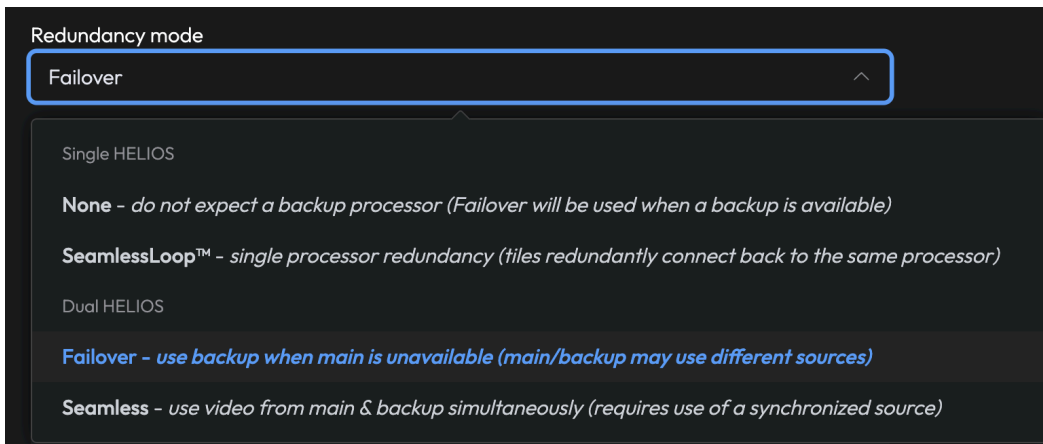 Redundancy mode
Failover
Single HELIOS
None - do not expect a backup processor (Failover will be used when a backup is available)
SeamlessLoop™ - single processor redundancy (tiles redundantly connect back to the same processor)
Dual HELIOS
Failover - use backup when main is unavailable (main/backup may use different sources)
Seamless - use video from main & backup simultaneously (requires use of a synchronized source)